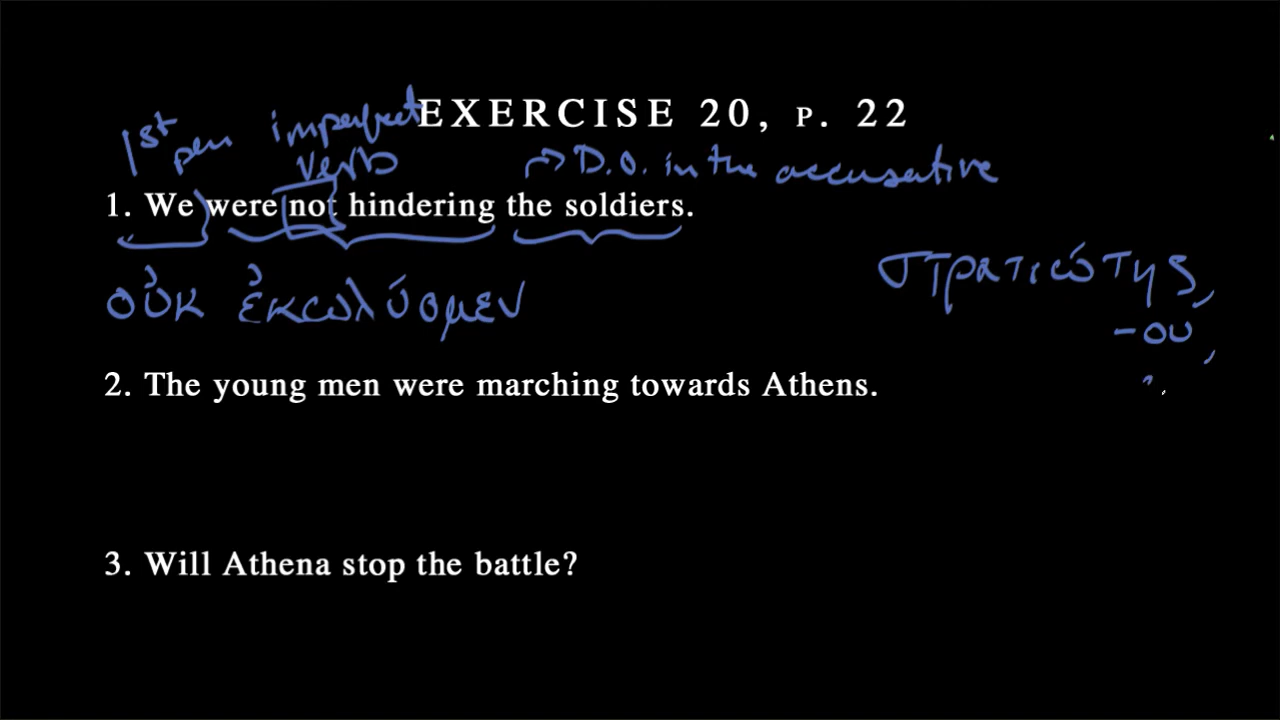 EXERCISE 20, P. 22
1st pers imperfect
verb
→ D.O. in the accusative
1. We were not hindering the soldiers.
στρατιώτης,
-ου,
οὐκ ἐκωλύομεν
2. The young men were marching towards Athens.
3. Will Athena stop the battle?